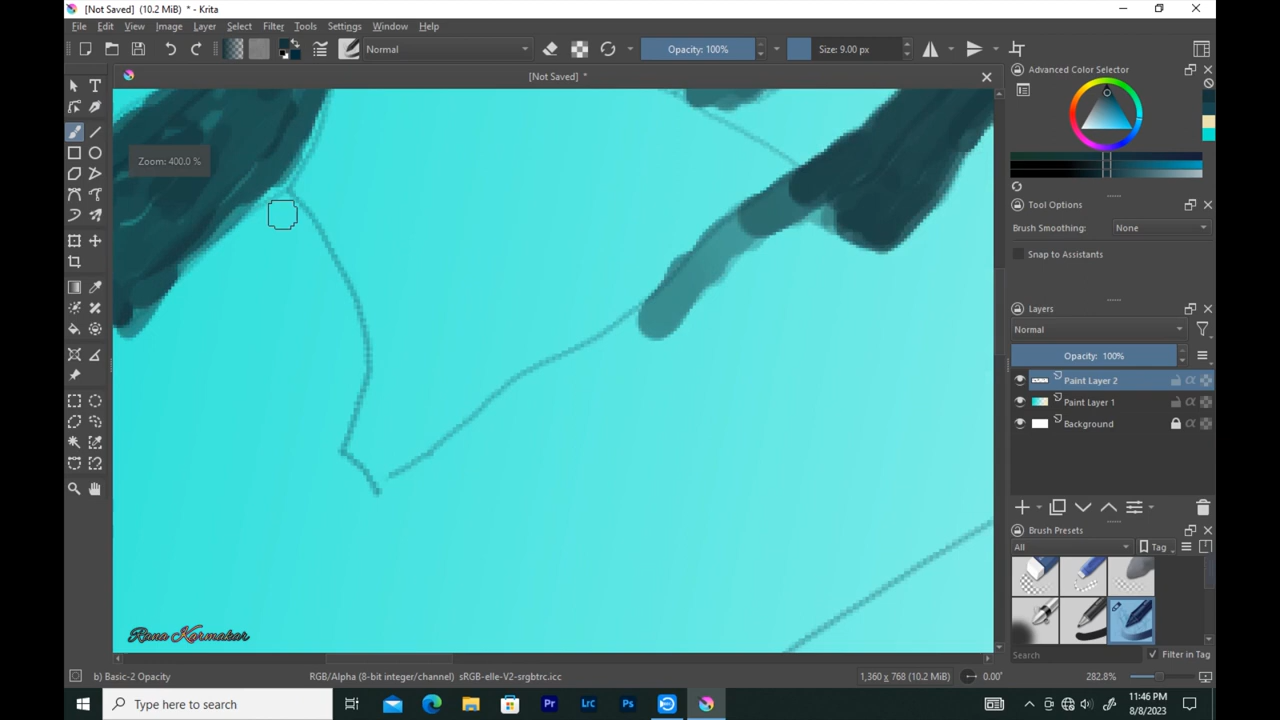 [Not Saved] (10.2 MiB) * - Krita
File Edit View Image Layer Select Filter Tools Settings Window Help
Normal
Opacity: 100%
Size: 9.00 px
[Not Saved] *
Zoom: 400.0 %
Advanced Color Selector
Tool Options
Brush Smoothing: None
Snap to Assistants
Layers
Normal
Opacity: 100%
Paint Layer 2
Paint Layer 1
Background
Brush Presets
All
Tag
Search
Filter in Tag
Rana Karmakar
b) Basic-2 Opacity
RGB/Alpha (8-bit integer/channel) sRGB-elle-V2-srgbtrc.icc
1,360 x 768 (10.2 MiB)
0.00°
282.8%
Type here to search
Pr
Lrc
Ps
11:46 PM
8/8/2023